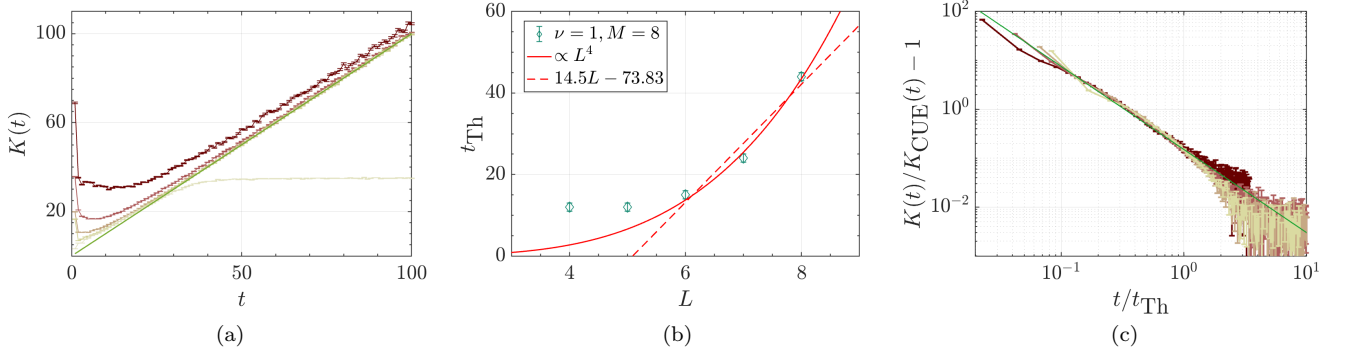 100
60
20
K(t)
0
50
100
t
(a)
60
40
20
0
t_Th
ν = 1, M = 8
∝ L^4
14.5L − 73.83
4
6
8
L
(b)
10^2
10^0
10^-2
K(t)/K_CUE(t) − 1
10^-1
10^0
10^1
t/t_Th
(c)